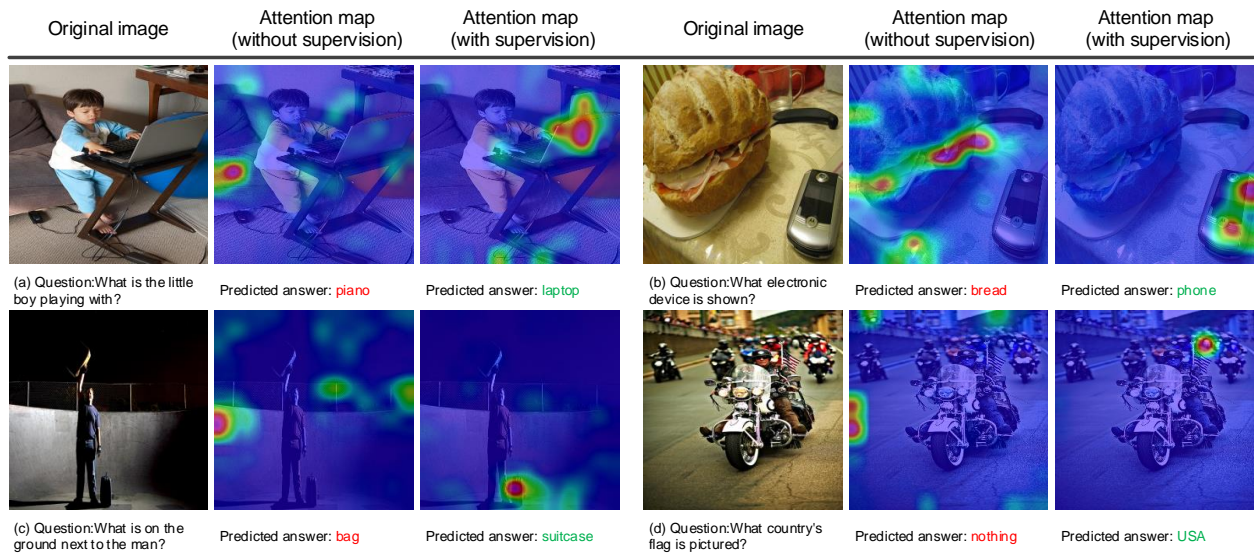 Original image
Attention map
(without supervision)
Attention map
(with supervision)
Original image
Attention map
(without supervision)
Attention map
(with supervision)
(a) Question:What is the little
boy playing with?
Predicted answer: piano
Predicted answer: laptop
(b) Question:What electronic
device is shown?
Predicted answer: bread
Predicted answer: phone
(c) Question:What is on the
ground next to the man?
Predicted answer: bag
Predicted answer: suitcase
(d) Question:What country's
flag is pictured?
Predicted answer: nothing
Predicted answer: USA